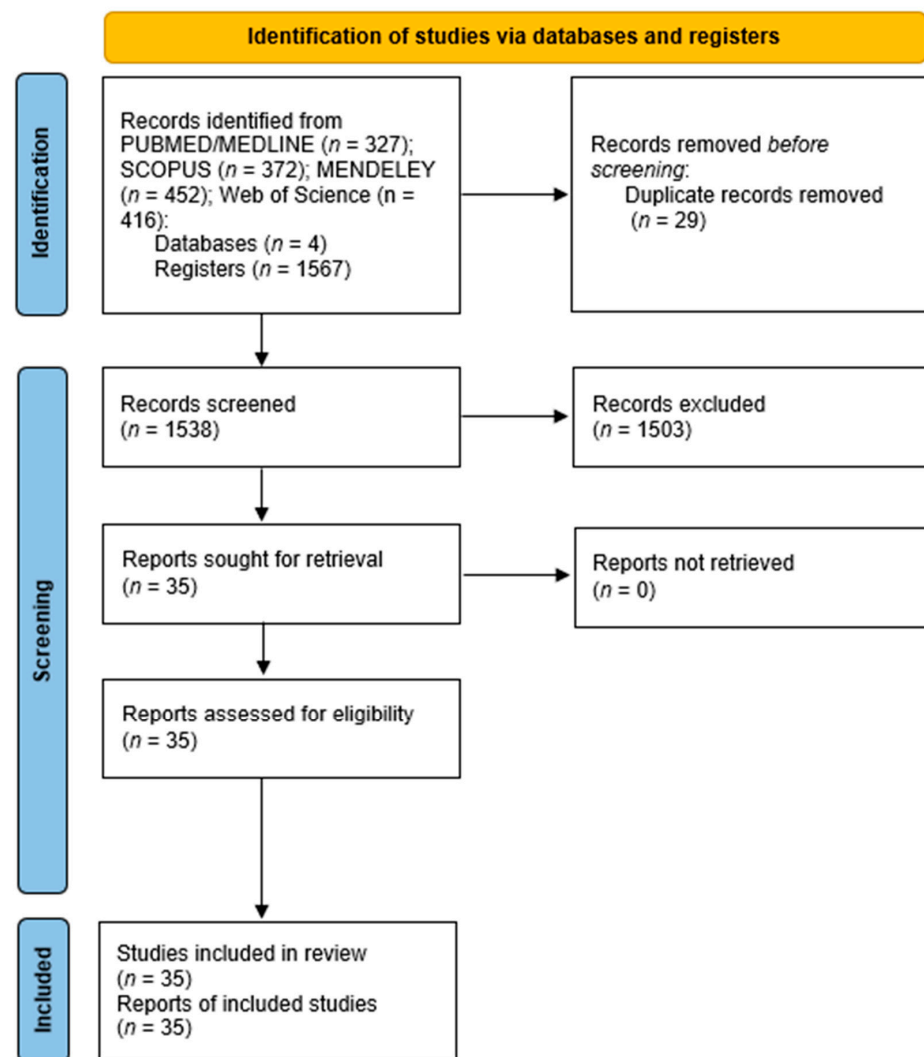 Identification of studies via databases and registers
Identification
Records identified from
PUBMED/MEDLINE (n = 327);
SCOPUS (n = 372); MENDELEY
(n = 452); Web of Science (n =
416):
Databases (n = 4)
Registers (n = 1567)
Records removed before
screening:
Duplicate records removed
(n = 29)
Screening
Records screened
(n = 1538)
Records excluded
(n = 1503)
Reports sought for retrieval
(n = 35)
Reports not retrieved
(n = 0)
Reports assessed for eligibility
(n = 35)
Included
Studies included in review
(n = 35)
Reports of included studies
(n = 35)